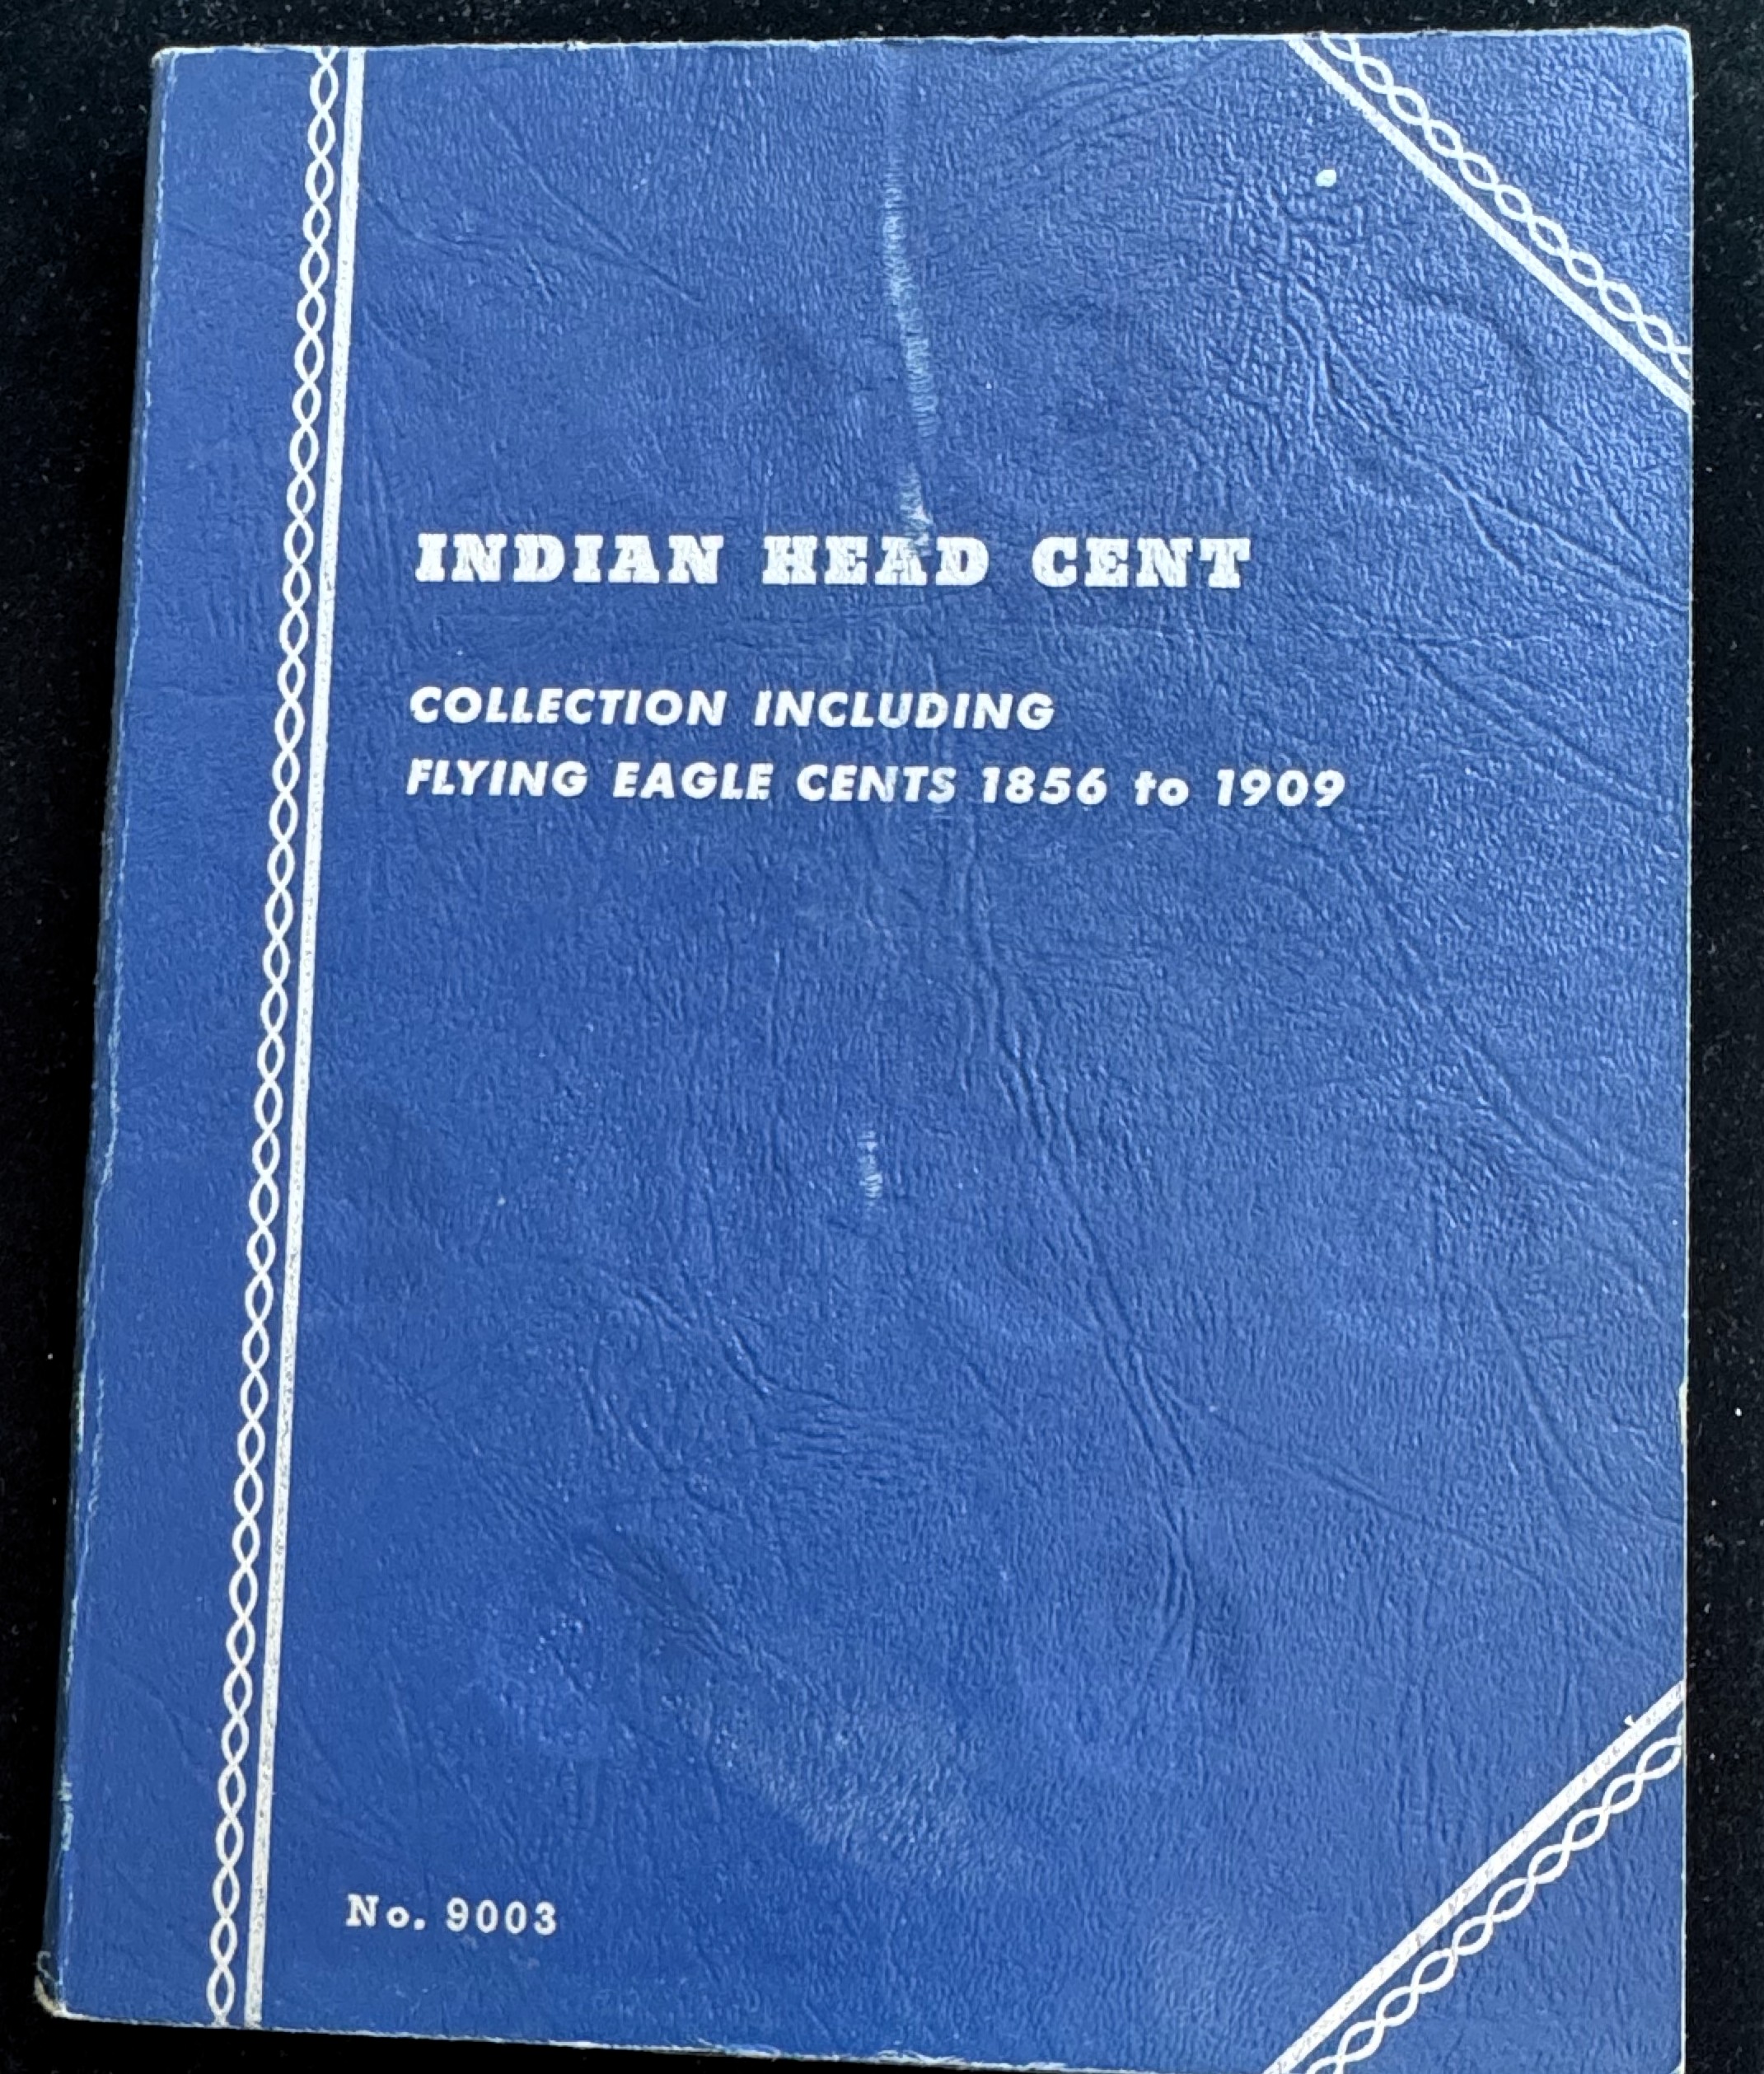 INDIAN HEAD CENT
COLLECTION INCLUDING
FLYING EAGLE CENTS 1856 to 1909
No. 9003